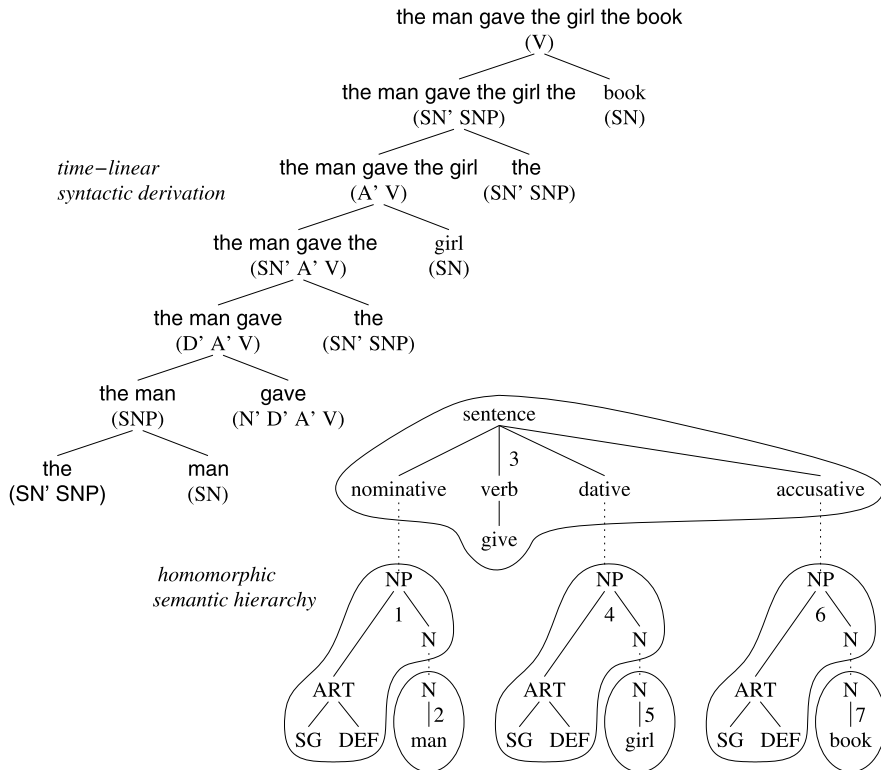 the man gave the girl the book
(V)
the man gave the girl the book
(SN' SNP) (SN)
time−linear the man gave the girl the
syntactic derivation (A' V) (SN' SNP)
the man gave the girl
(SN' A' V) (SN)
the man gave the
(D' A' V) (SN' SNP)
the man gave
(SNP) (N' D' A' V)
sentence
the man 3
(SN' SNP) (SN) nominative verb dative accusative
give
homomorphic NP NP NP
semantic hierarchy 1 4 6
N N N
ART N ART N ART N
2 5 7
SG DEF man SG DEF girl SG DEF book